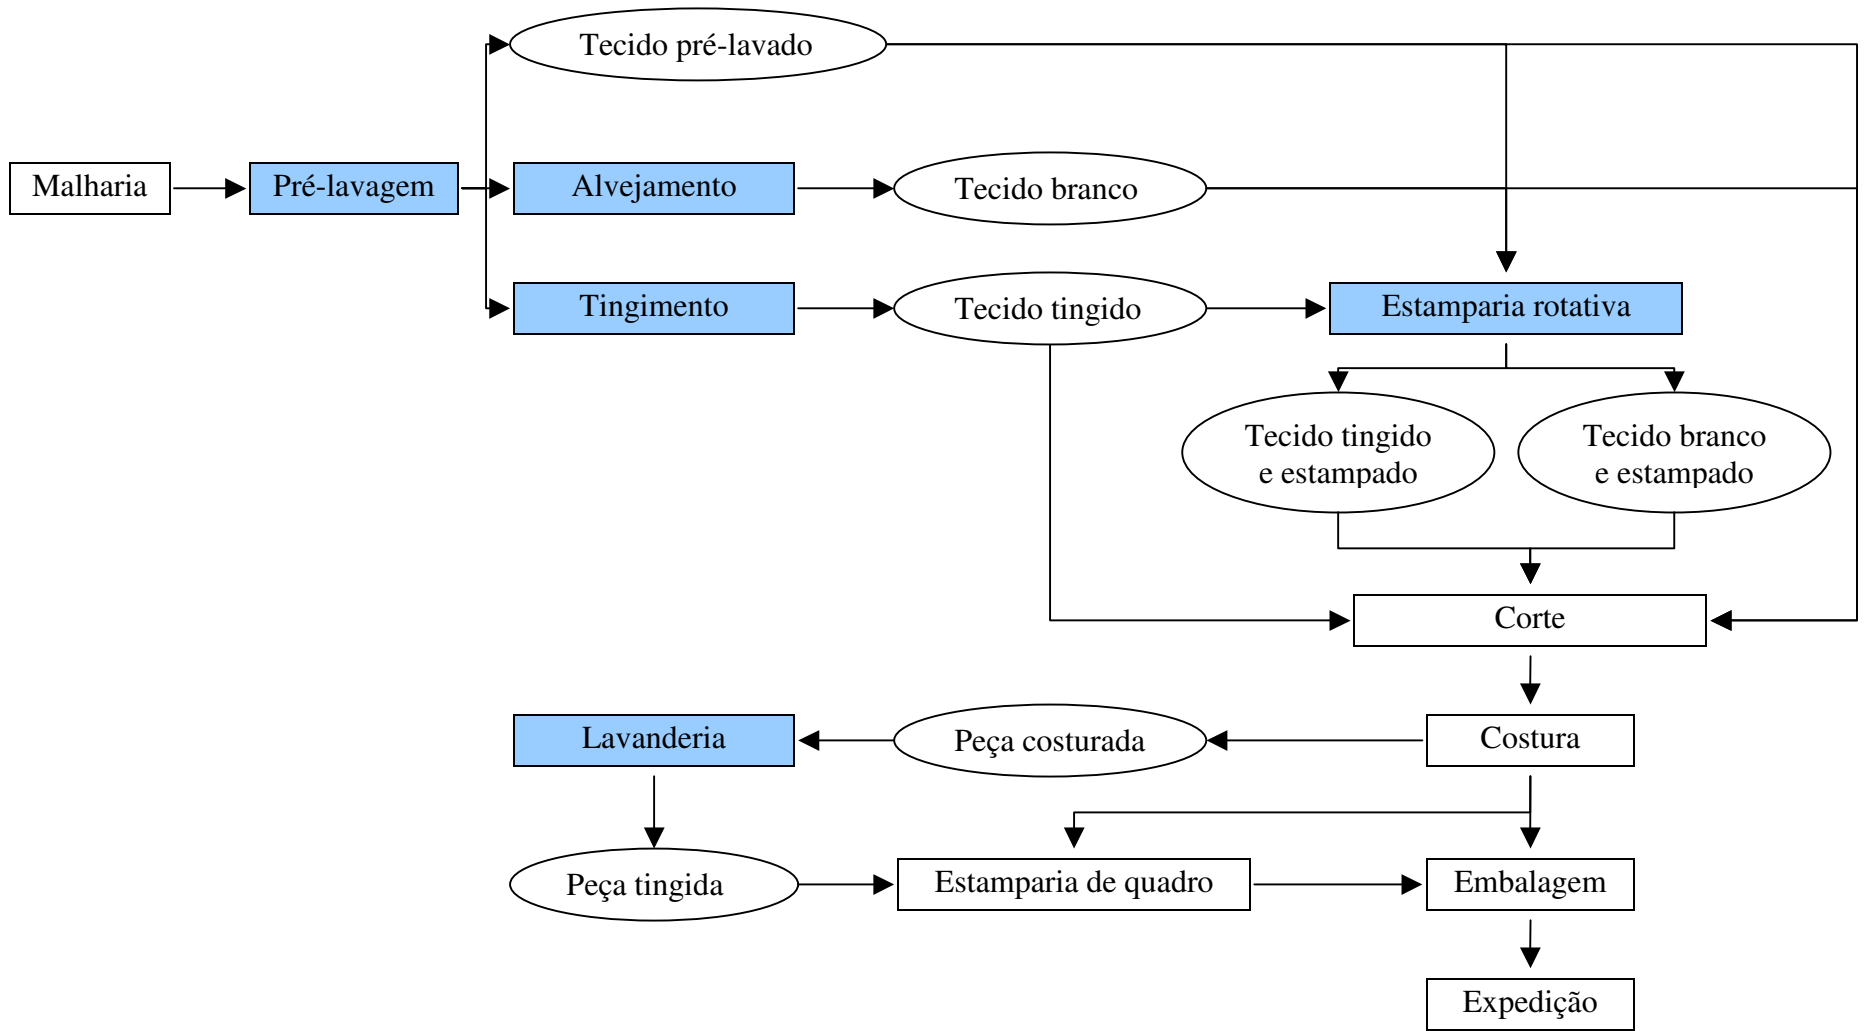 Tecido pré-lavado
Malharia
Pré-lavagem
Alvejamento
Tecido branco
Tingimento
Tecido tingido
Estamparia rotativa
Tecido tingido
e estampado
Tecido branco
e estampado
Corte
Lavanderia
Peça costurada
Costura
Peça tingida
Estamparia de quadro
Embalagem
Expedição